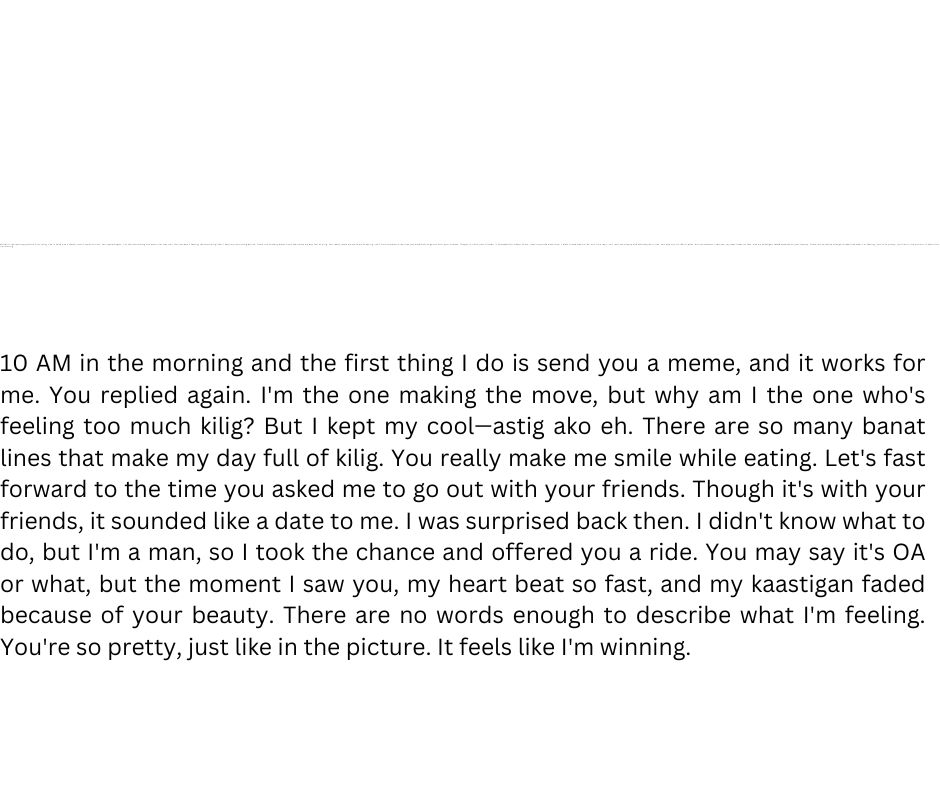 10 AM in the morning and the first thing I do is send you a meme, and it works for
me. You replied again. I'm the one making the move, but why am I the one who's
feeling too much kilig? But I kept my cool—astig ako eh. There are so many banat
lines that make my day full of kilig. You really make me smile while eating. Let's fast
forward to the time you asked me to go out with your friends. Though it's with your
friends, it sounded like a date to me. I was surprised back then. I didn't know what to
do, but I'm a man, so I took the chance and offered you a ride. You may say it's OA
or what, but the moment I saw you, my heart beat so fast, and my kaastigan faded
because of your beauty. There are no words enough to describe what I'm feeling.
You're so pretty, just like in the picture. It feels like I'm winning.